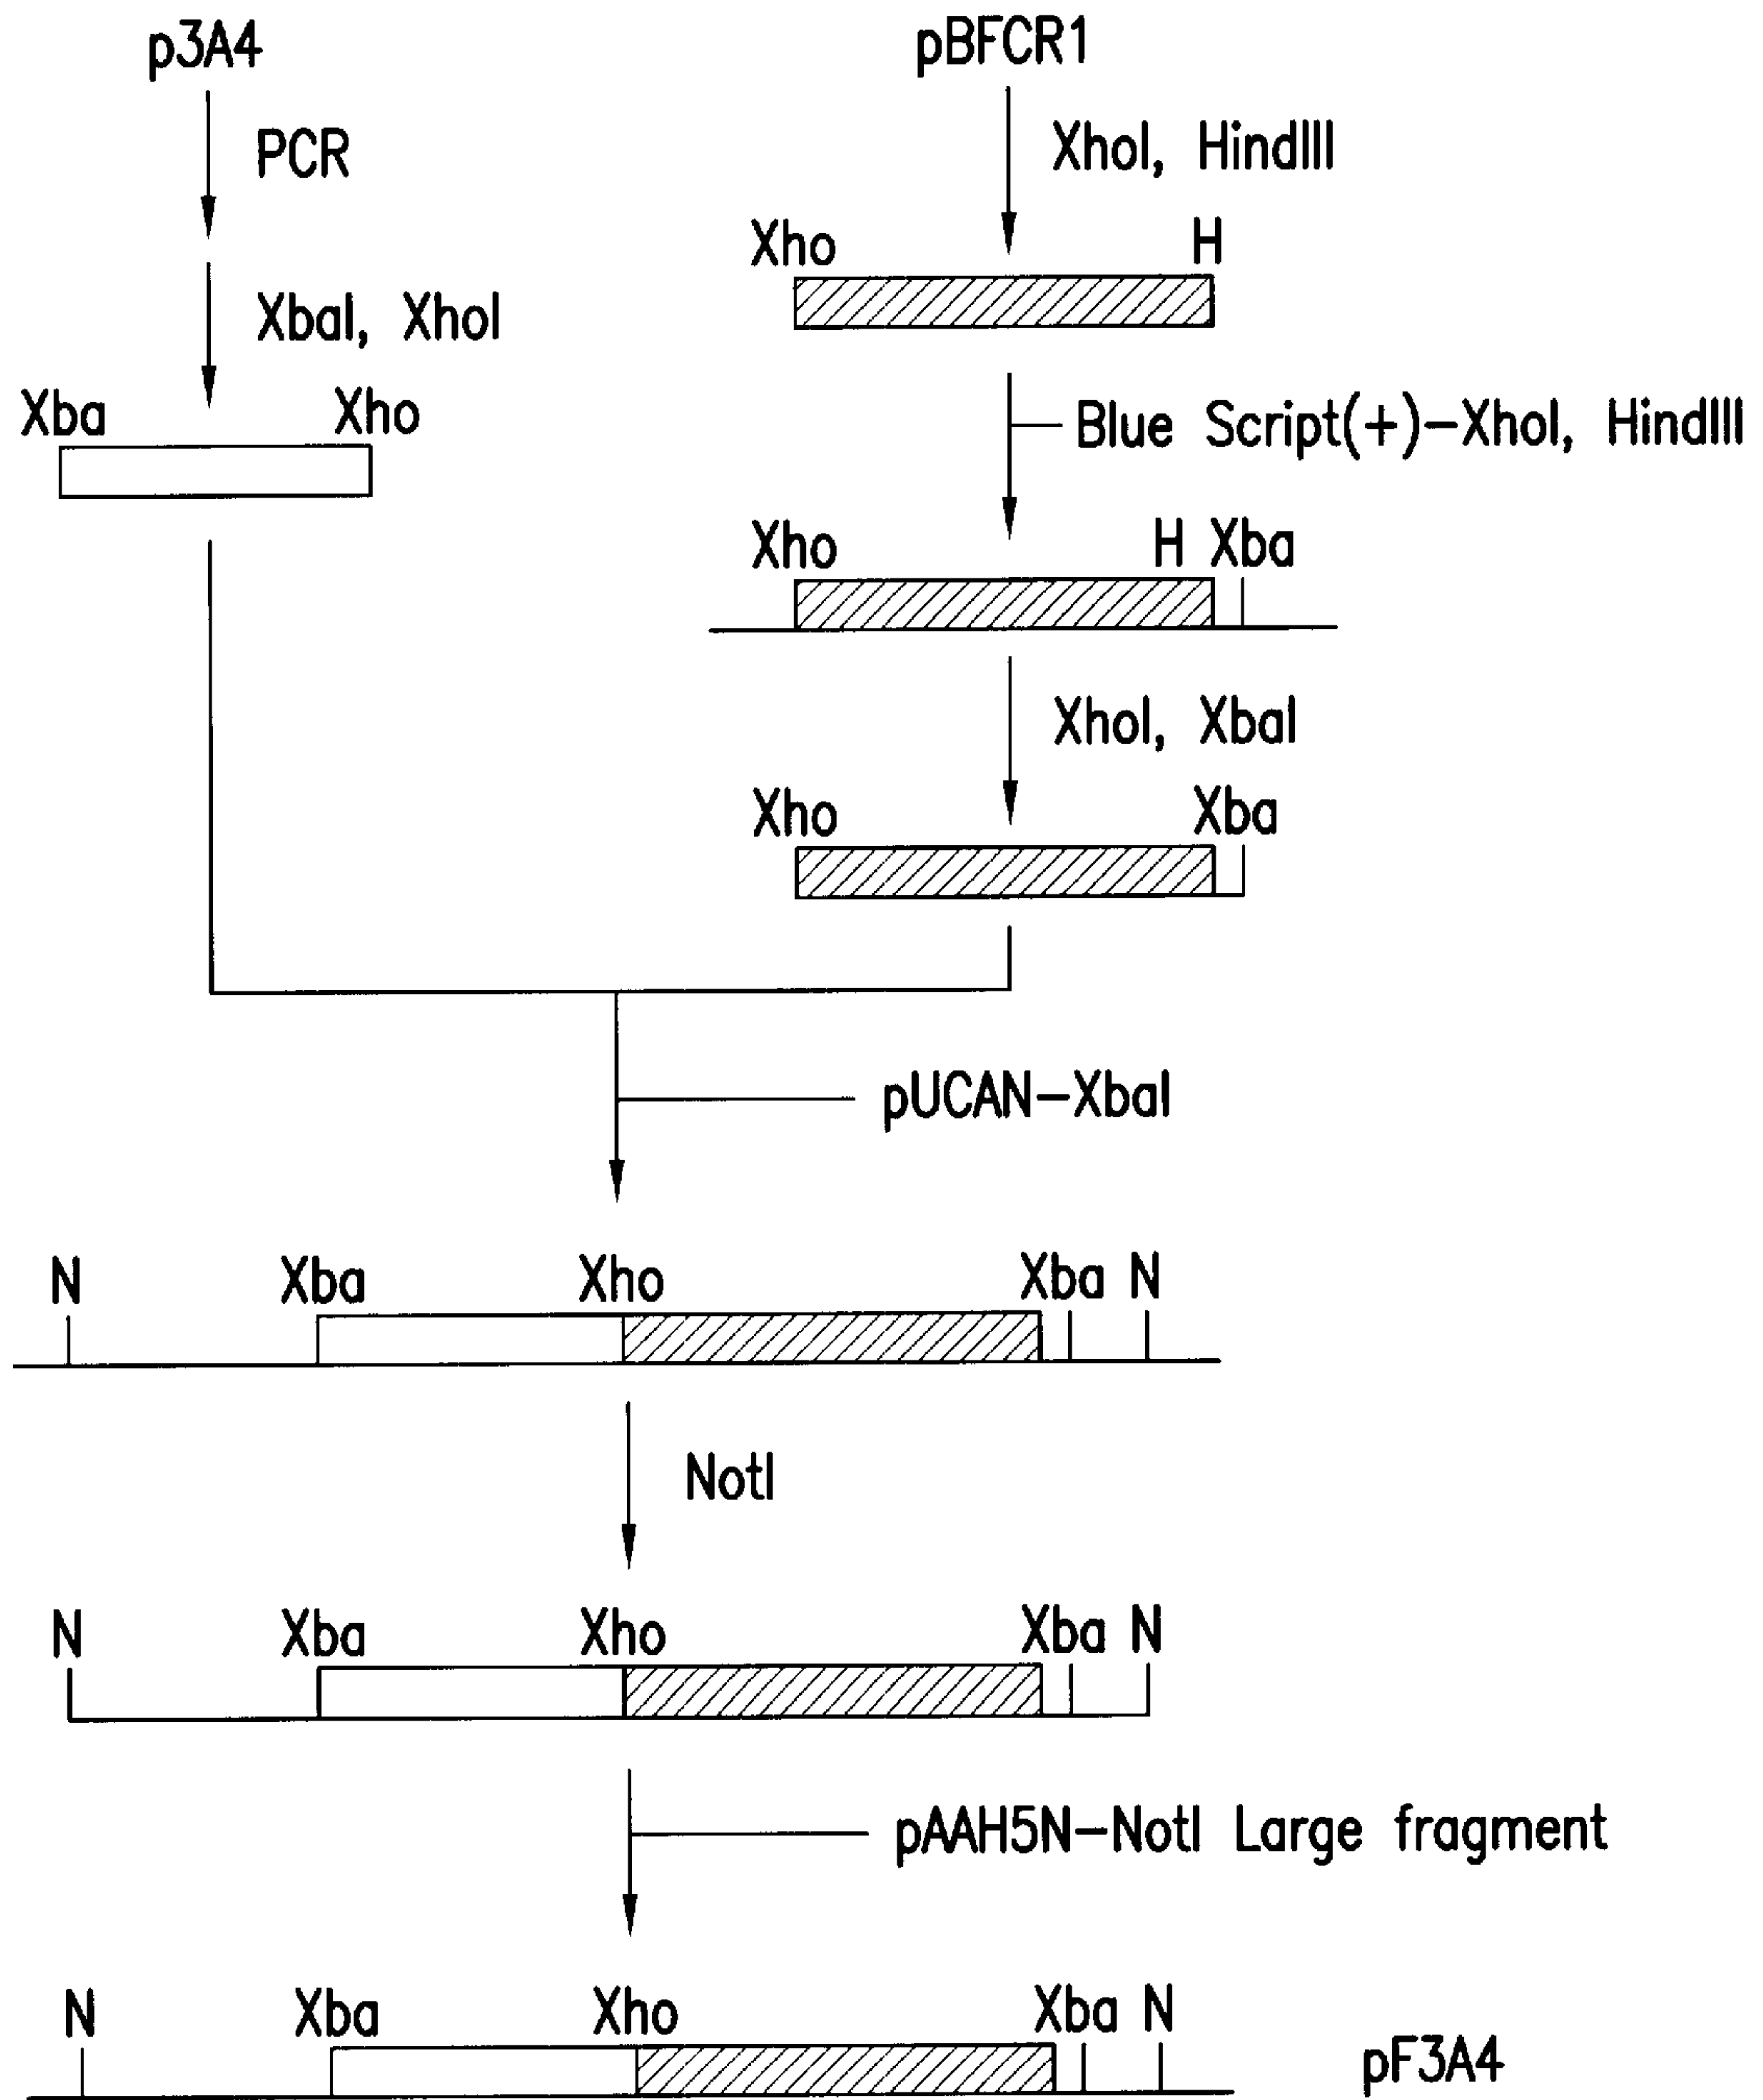 p3A4
pBFCR1
PCR
XhoI, HindIII
Xho H
XbaI, XhoI
Xba Xho
Blue Script(+)-XhoI, HindIII
Xho H Xba
XhoI, XbaI
Xho Xba
pUCAN-XbaI
N Xba Xho Xba N
NotI
N Xba Xho Xba N
pAAH5N-NotI Large fragment
N Xba Xho Xba N
pF3A4